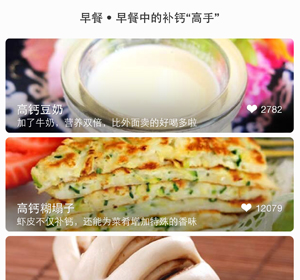 早餐 • 早餐中的补钙“高手”
高钙豆奶
2782
加了牛奶，营养双倍，比外面卖的好喝多啦
高钙糊塌子
12079
虾皮不仅补钙，还能为菜肴增加特殊的香味